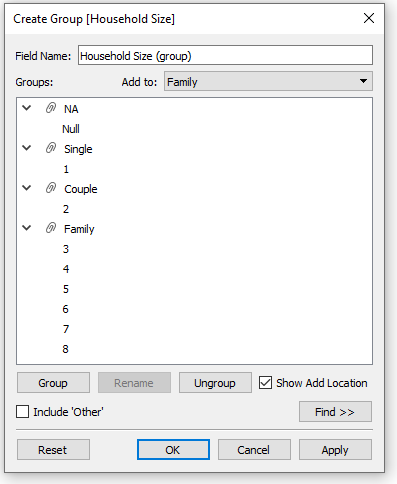 Create Group [Household Size]
Field Name: Household Size (group)
Groups: Add to: Family
NA
Null
Single
1
Couple
2
Family
3
4
5
6
7
8
Group Rename Ungroup Show Add Location
Include 'Other' Find >>
Reset OK Cancel Apply